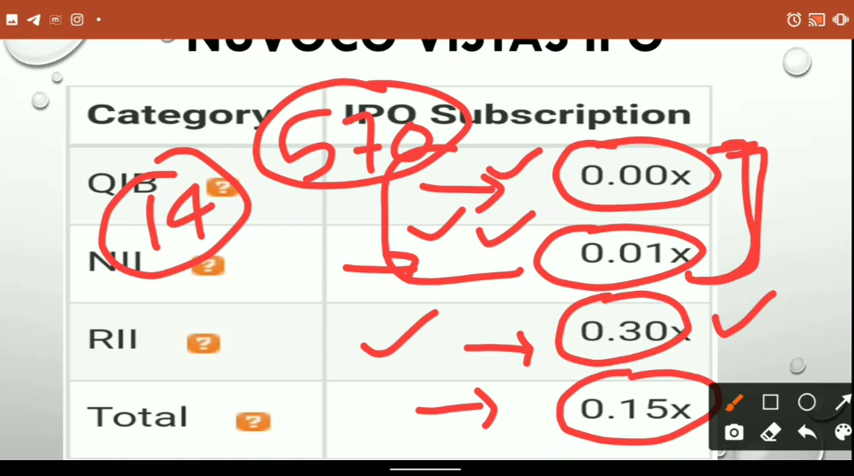 NUVOCO VISTAS IPO
Category IPO Subscription
570
QIB ? 0.00x
14
NII ? 0.01x
RII ? 0.30x
Total ? 0.15x